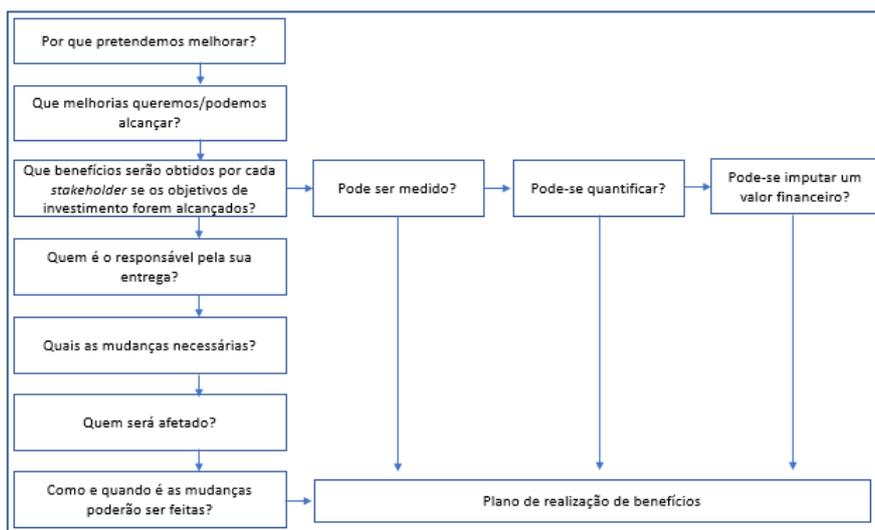 Por que pretendemos melhorar?
Que melhorias queremos/podemos
alcançar?
Que benefícios serão obtidos por cada
stakeholder se os objetivos de
investimento forem alcançados?
Pode ser medido?
Pode-se quantificar?
Pode-se imputar um
valor financeiro?
Quem é o responsável pela sua
entrega?
Quais as mudanças necessárias?
Quem será afetado?
Como e quando é as mudanças
poderão ser feitas?
Plano de realização de benefícios